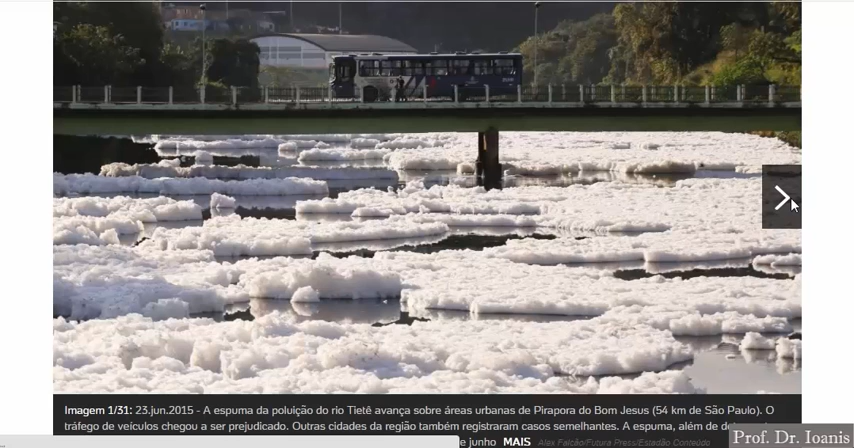 Imagem 1/31: 23.jun.2015 - A espuma da poluição do rio Tietê avança sobre áreas urbanas de Pirapora do Bom Jesus (54 km de São Paulo). O
tráfego de veículos chegou a ser prejudicado. Outras cidades da região também registraram casos semelhantes. A espuma, além de
e junho MAIS Alex Falcão/Futura Press/Estadão Conteúdo
Prof. Dr. Ioanis